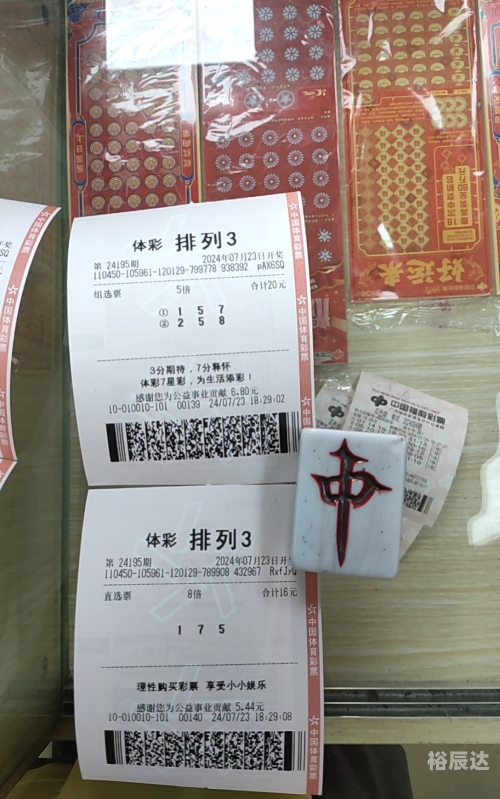 体彩 排列3
第 24195期 2024年07月23日开奖
110450-105961-120129-799778 938392 pAX6SQ
组选票 5倍 合计20元
① 1 5 7
② 2 5 8
3分期待，7分释怀
体彩7星彩，为生活添彩！
感谢您为公益事业贡献 6.80元
10-010010-101 00139 24/07/23 18:29:02
中国体育彩票
体彩 排列3
第 24195期 2024年07月23日开奖
110450-105961-120129-789908 432967 RxfJyQ
直选票 8倍 合计16元
1 7 5
理性购买彩票 享受小小娱乐
感谢您为公益事业贡献 5.44元
10-010010-101 00140 24/07/23 18:29:08
中国体育彩票
中
中国福利彩票
好运来
裕辰达